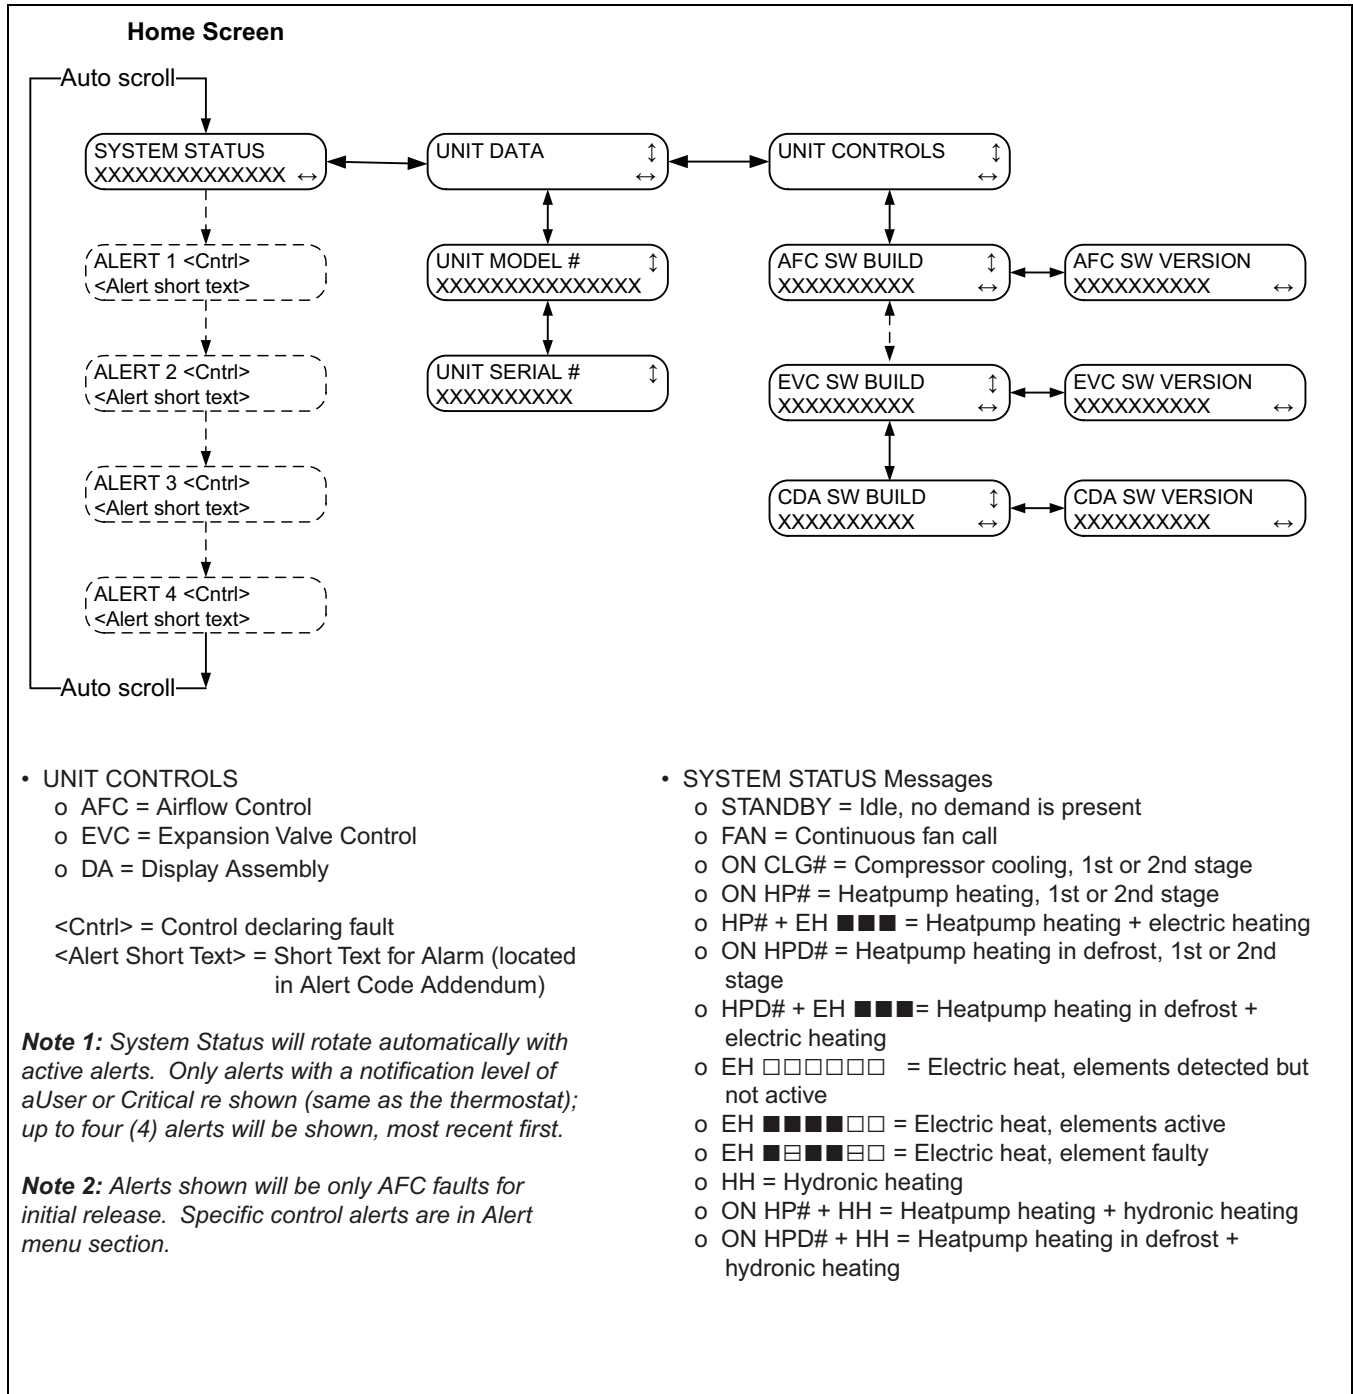 Home Screen
Auto scroll
SYSTEM STATUS
XXXXXXXXXXXXXX ↔
UNIT DATA ↕
↔
UNIT CONTROLS ↕
↔
ALERT 1 <Cntrl>
<Alert short text>
UNIT MODEL # ↕
XXXXXXXXXXXXXXX
AFC SW BUILD ↕
XXXXXXXXXX ↔
AFC SW VERSION
XXXXXXXXXX ↔
ALERT 2 <Cntrl>
<Alert short text>
UNIT SERIAL # ↕
XXXXXXXXXX
EVC SW BUILD ↕
XXXXXXXXXX ↔
EVC SW VERSION
XXXXXXXXXX ↔
ALERT 3 <Cntrl>
<Alert short text>
CDA SW BUILD ↕
XXXXXXXXXX ↔
CDA SW VERSION
XXXXXXXXXX ↔
ALERT 4 <Cntrl>
<Alert short text>
Auto scroll
• UNIT CONTROLS
o AFC = Airflow Control
o EVC = Expansion Valve Control
o DA = Display Assembly
<Cntrl> = Control declaring fault
<Alert Short Text> = Short Text for Alarm (located
in Alert Code Addendum)
Note 1: System Status will rotate automatically with
active alerts. Only alerts with a notification level of
aUser or Critical re shown (same as the thermostat);
up to four (4) alerts will be shown, most recent first.
Note 2: Alerts shown will be only AFC faults for
initial release. Specific control alerts are in Alert
menu section.
• SYSTEM STATUS Messages
o STANDBY = Idle, no demand is present
o FAN = Continuous fan call
o ON CLG# = Compressor cooling, 1st or 2nd stage
o ON HP# = Heatpump heating, 1st or 2nd stage
o HP# + EH ■■■ = Heatpump heating + electric heating
o ON HPD# = Heatpump heating in defrost, 1st or 2nd
stage
o HPD# + EH ■■■= Heatpump heating in defrost +
electric heating
o EH □□□□□□ = Electric heat, elements detected but
not active
o EH ■■■■□□ = Electric heat, elements active
o EH ■⊟■■⊟□ = Electric heat, element faulty
o HH = Hydronic heating
o ON HP# + HH = Heatpump heating + hydronic heating
o ON HPD# + HH = Heatpump heating in defrost +
hydronic heating